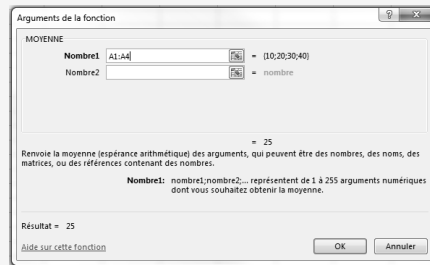 Arguments de la fonction
MOYENNE
Nombre1 A1:A4 = {10;20;30;40}
Nombre2 = nombre
= 25
Renvoie la moyenne (espérance arithmétique) des arguments, qui peuvent être des nombres, des noms, des
matrices, ou des références contenant des nombres.
Nombre1: nombre1;nombre2;... représentent de 1 à 255 arguments numériques
dont vous souhaitez obtenir la moyenne.
Résultat = 25
Aide sur cette fonction
OK
Annuler